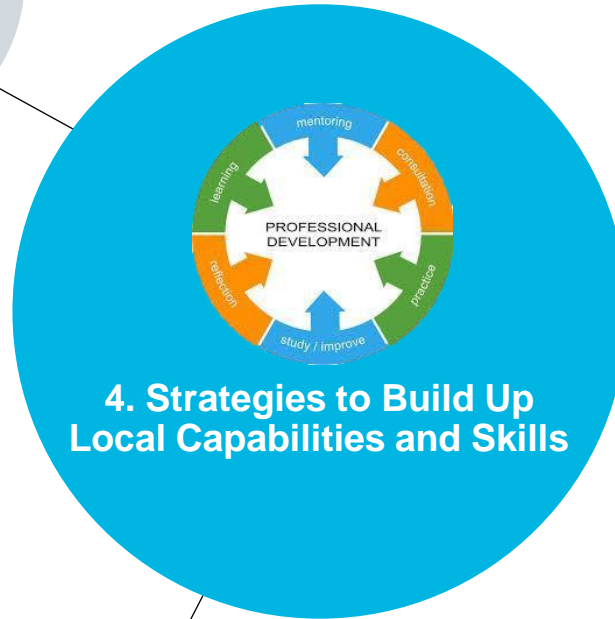 mentoring
consultation
learning
PROFESSIONAL
DEVELOPMENT
reflection
practice
study / improve
4. Strategies to Build Up
Local Capabilities and Skills